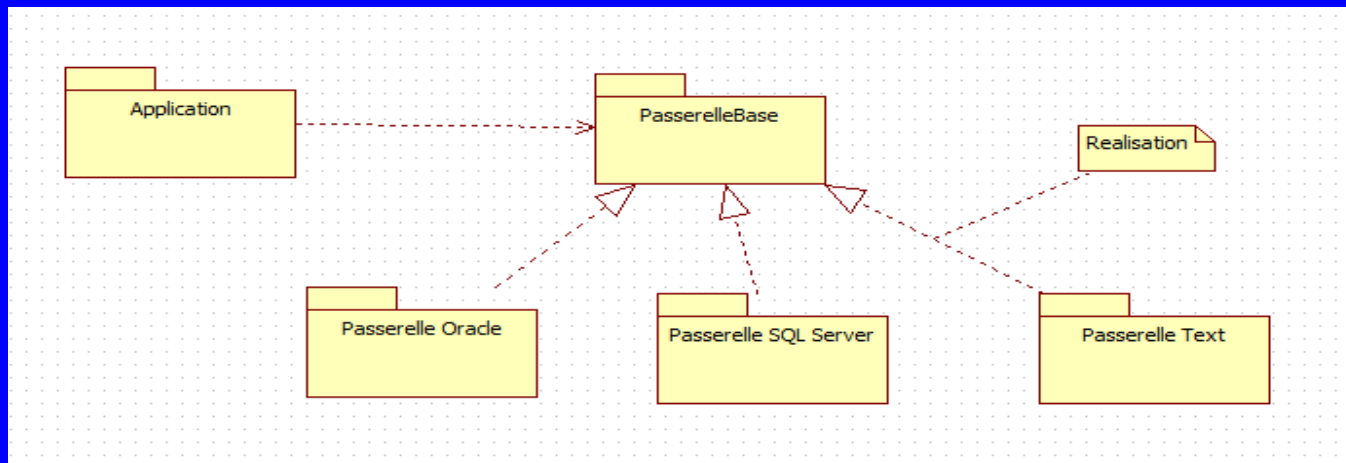 Application
PasserelleBase
Realisation
Passerelle Oracle
Passerelle SQL Server
Passerelle Text